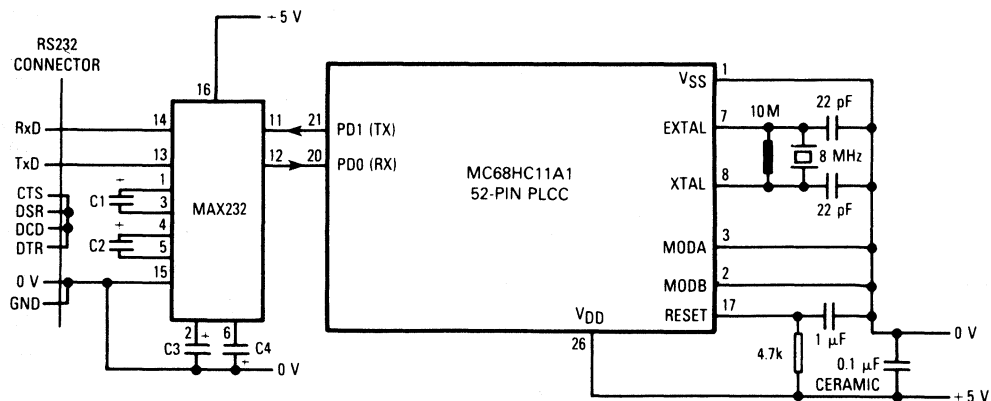 +5 V
RS232
CONNECTOR
16
RxD
14
TxD
13
CTS
DSR
DCD
DTR
0 V
GND
+
C1
1
3
+
C2
4
5
15
MAX232
11
12
2
6
+
C3
C4
+
0 V
21
PD1 (TX)
20
PD0 (RX)
MC68HC11A1
52-PIN PLCC
VSS
1
EXTAL
7
XTAL
8
MODA
3
MODB
2
RESET
17
VDD
26
10M
22 pF
8 MHz
22 pF
4.7k
1 µF
0.1 µF
CERAMIC
0 V
+5 V